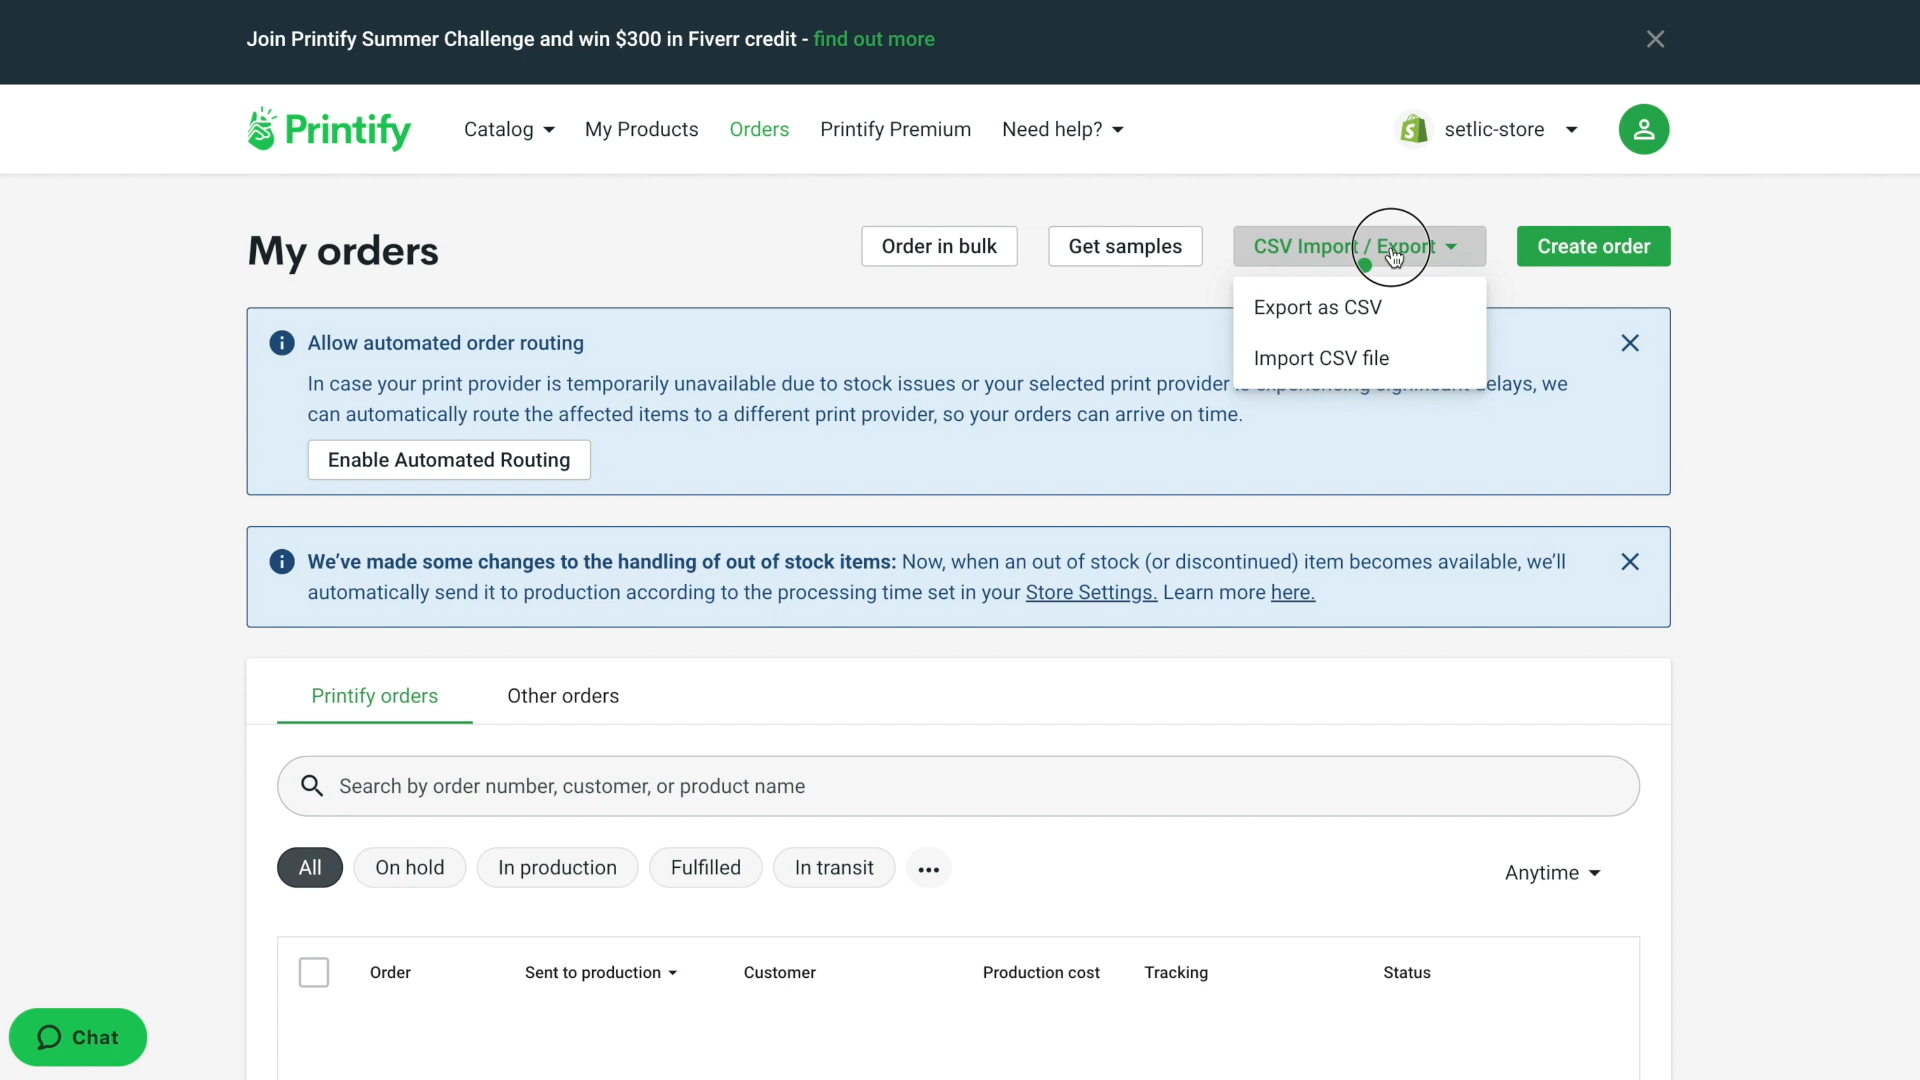 Join Printify Summer Challenge and win $300 in Fiverr credit - find out more
Printify
Catalog
My Products
Orders
Printify Premium
Need help?
setlic-store
My orders
Order in bulk
Get samples
CSV Import / Export
Create order
Export as CSV
Import CSV file
Allow automated order routing
In case your print provider is temporarily unavailable due to stock issues or your selected print provider elays, we
can automatically route the affected items to a different print provider, so your orders can arrive on time.
Enable Automated Routing
We've made some changes to the handling of out of stock items: Now, when an out of stock (or discontinued) item becomes available, we'll
automatically send it to production according to the processing time set in your Store Settings. Learn more here.
Printify orders
Other orders
Search by order number, customer, or product name
All
On hold
In production
Fulfilled
In transit
Anytime
Order
Sent to production
Customer
Production cost
Tracking
Status
Chat